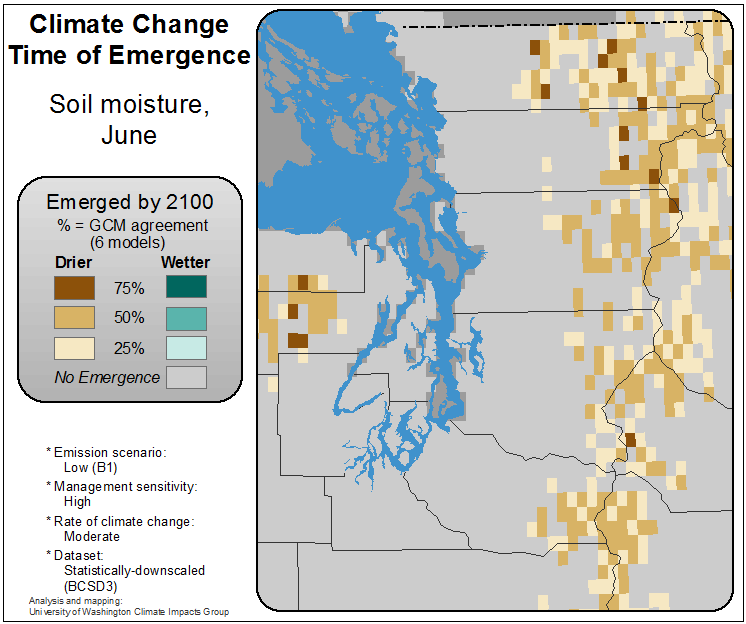 Climate Change
Time of Emergence
Soil moisture,
June
Emerged by 2100
% = GCM agreement
(6 models)
Drier Wetter
75%
50%
25%
No Emergence
* Emission scenario:
Low (B1)
* Management sensitivity:
High
* Rate of climate change:
Moderate
* Dataset:
Statistically-downscaled
(BCSD3)
Analysis and mapping:
University of Washington Climate Impacts Group